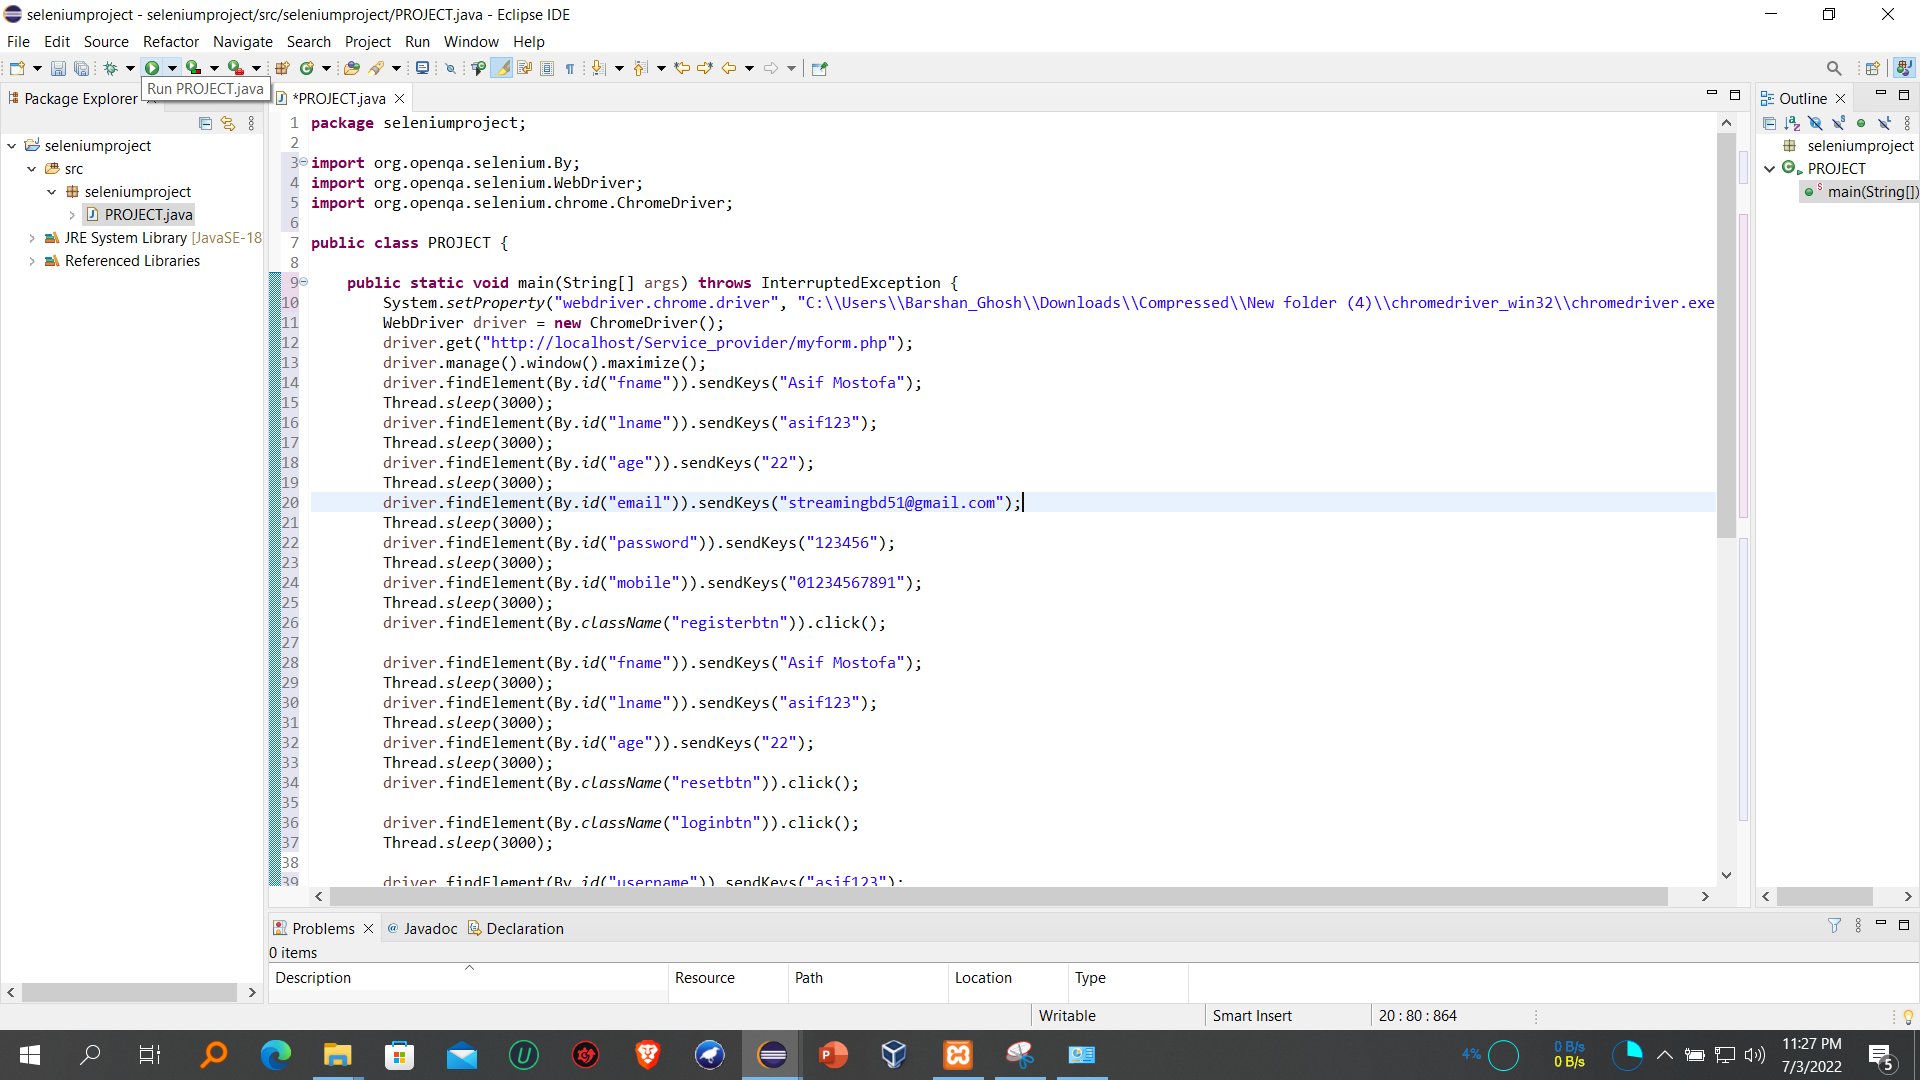 seleniumproject - seleniumproject/src/seleniumproject/PROJECT.java - Eclipse IDE
File Edit Source Refactor Navigate Search Project Run Window Help
Run PROJECT.java
Package Explorer
*PROJECT.java
Outline
seleniumproject
src
seleniumproject
PROJECT.java
JRE System Library [JavaSE-18
Referenced Libraries
1 package seleniumproject;
2
3 import org.openqa.selenium.By;
4 import org.openqa.selenium.WebDriver;
5 import org.openqa.selenium.chrome.ChromeDriver;
6
7 public class PROJECT {
8
9 public static void main(String[] args) throws InterruptedException {
10 System.setProperty("webdriver.chrome.driver", "C:\\Users\\Barshan_Ghosh\\Downloads\\Compressed\\New folder (4)\\chromedriver_win32\\chromedriver.exe
11 WebDriver driver = new ChromeDriver();
12 driver.get("http://localhost/Service_provider/myform.php");
13 driver.manage().window().maximize();
14 driver.findElement(By.id("fname")).sendKeys("Asif Mostofa");
15 Thread.sleep(3000);
16 driver.findElement(By.id("lname")).sendKeys("asif123");
17 Thread.sleep(3000);
18 driver.findElement(By.id("age")).sendKeys("22");
19 Thread.sleep(3000);
20 driver.findElement(By.id("email")).sendKeys("streamingbd51@gmail.com");
21 Thread.sleep(3000);
22 driver.findElement(By.id("password")).sendKeys("123456");
23 Thread.sleep(3000);
24 driver.findElement(By.id("mobile")).sendKeys("01234567891");
25 Thread.sleep(3000);
26 driver.findElement(By.className("registerbtn")).click();
27
28 driver.findElement(By.id("fname")).sendKeys("Asif Mostofa");
29 Thread.sleep(3000);
30 driver.findElement(By.id("lname")).sendKeys("asif123");
31 Thread.sleep(3000);
32 driver.findElement(By.id("age")).sendKeys("22");
33 Thread.sleep(3000);
34 driver.findElement(By.className("resetbtn")).click();
35
36 driver.findElement(By.className("loginbtn")).click();
37 Thread.sleep(3000);
38
39 driver.findElement(By.id("username")).sendKeys("asif123");
seleniumproject
PROJECT
main(String[])
Problems
@ Javadoc
Declaration
0 items
Description Resource Path Location Type
Writable Smart Insert 20 : 80 : 864
4%
0 B/s
0 B/s
11:27 PM
7/3/2022
5